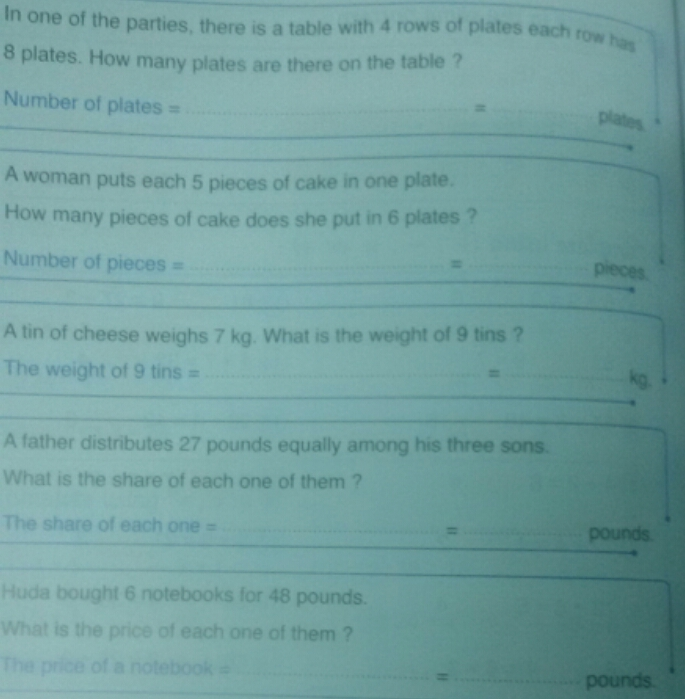 In one of the parties, there is a table with 4 rows of plates each row has
8 plates. How many plates are there on the table ?
Number of plates = ........................ = ............ plates.
A woman puts each 5 pieces of cake in one plate.
How many pieces of cake does she put in 6 plates ?
Number of pieces = ........................ = ............ pieces.
A tin of cheese weighs 7 kg. What is the weight of 9 tins ?
The weight of 9 tins = ........................ = ............ kg.
A father distributes 27 pounds equally among his three sons.
What is the share of each one of them ?
The share of each one = ........................ = ............ pounds.
Huda bought 6 notebooks for 48 pounds.
What is the price of each one of them ?
The price of a notebook = ........................ = ............ pounds.